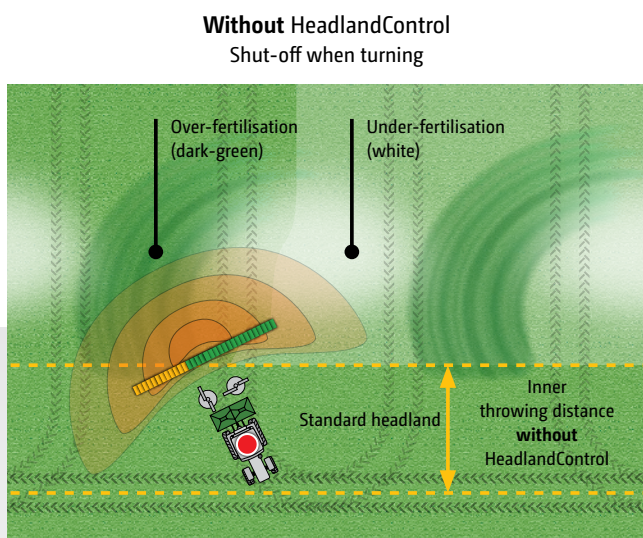 Without HeadlandControl
Shut-off when turning
Over-fertilisation
(dark-green)
Under-fertilisation
(white)
Standard headland
Inner
throwing distance
without
HeadlandControl